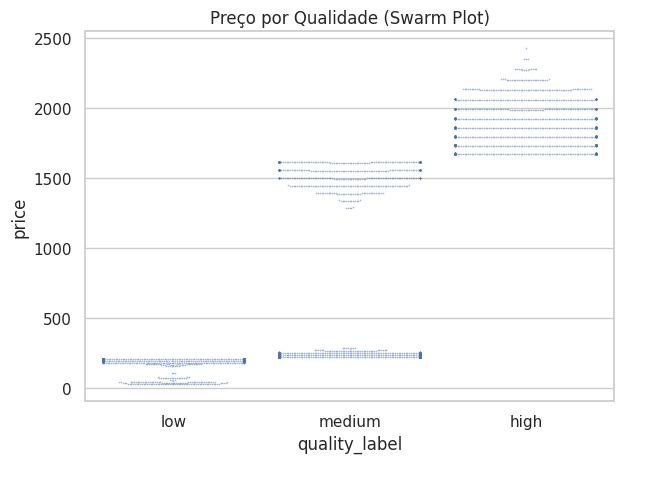 Preço por Qualidade (Swarm Plot)
2500
2000
1500
1000
500
0
price
low
medium
high
quality_label